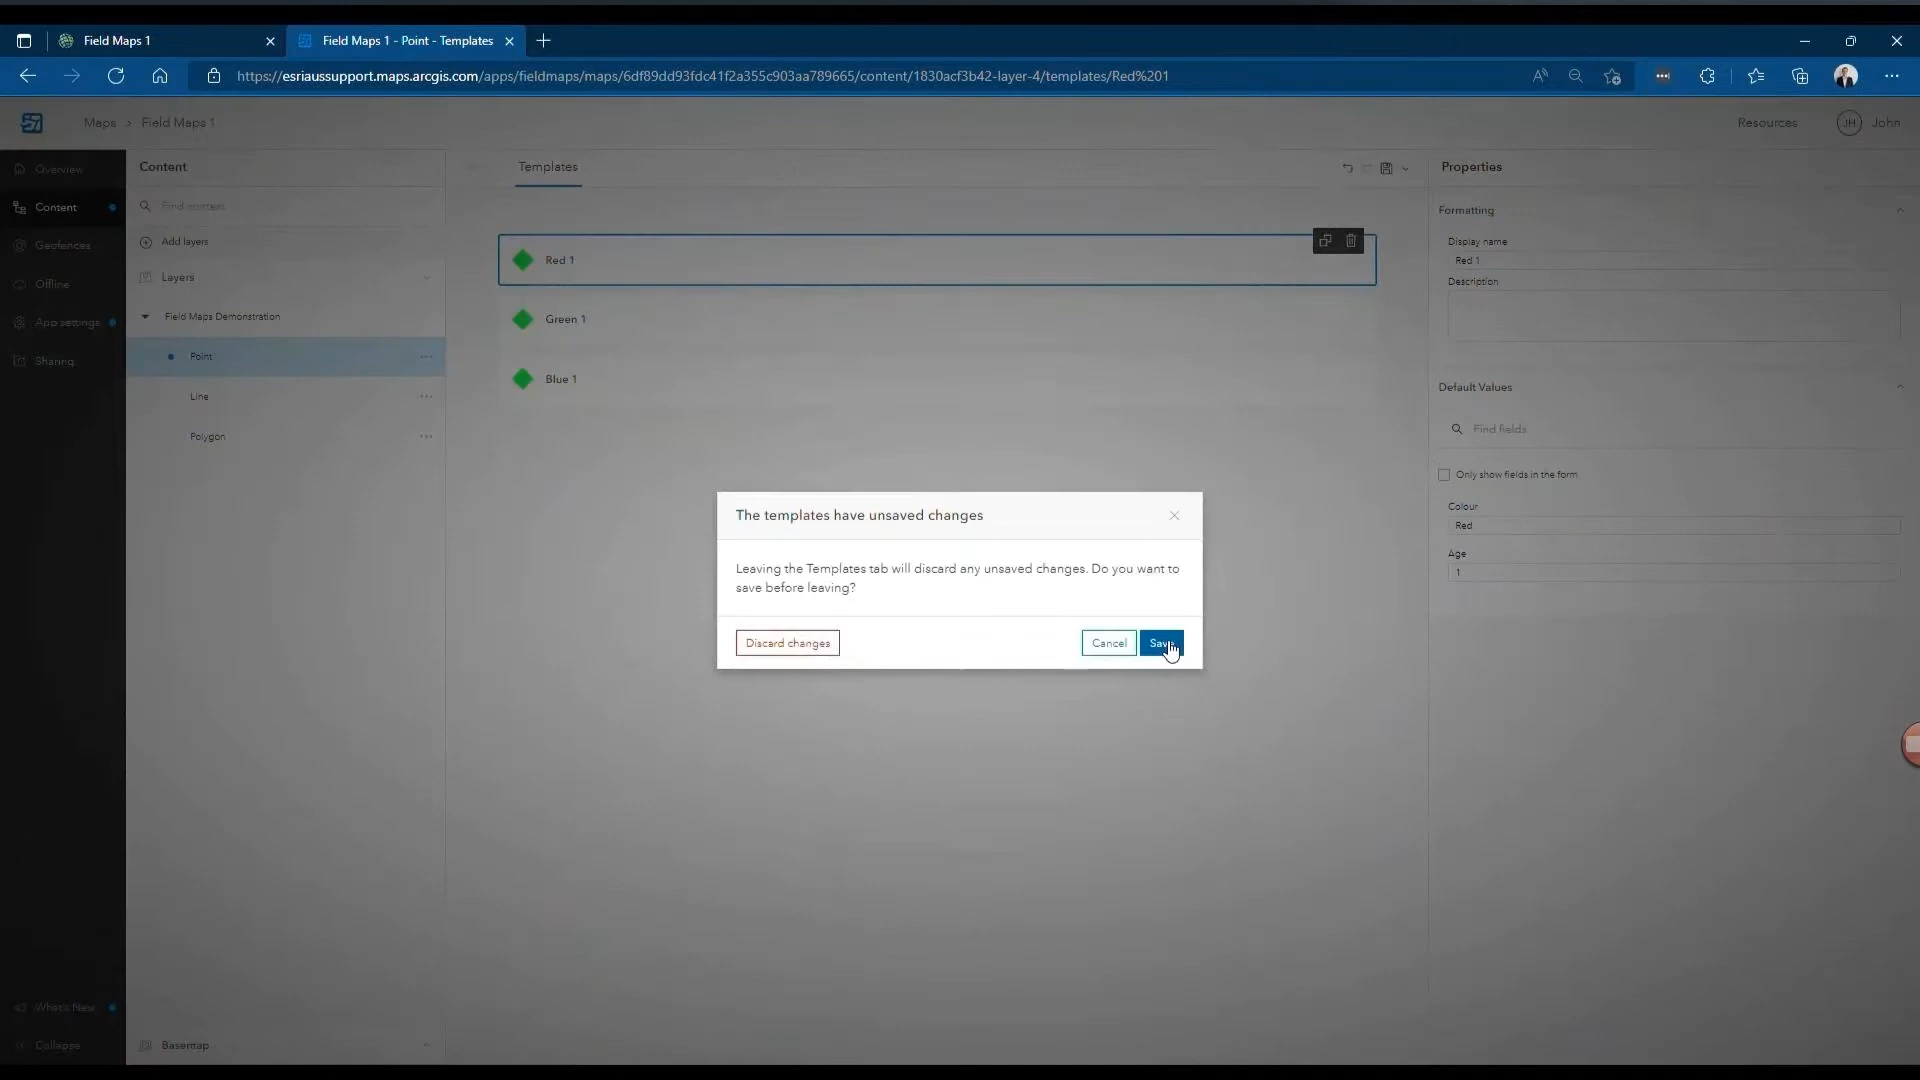 Field Maps 1
Field Maps 1 - Point - Templates
https://esriaussupport.maps.arcgis.com/apps/fieldmaps/maps/6df89dd93fdc41f2a355c903aa789665/content/1830acf3b42-layer-4/templates/Red%201
Maps > Field Maps 1
Resources
JH
John
Overview
Content
Geofences
Offline
App settings
Sharing
What's New
Collapse
Content
Find content
Add layers
Layers
Field Maps Demonstration
Point
Line
Polygon
Basemap
Templates
Red 1
Green 1
Blue 1
The templates have unsaved changes
Leaving the Templates tab will discard any unsaved changes. Do you want to
save before leaving?
Discard changes
Cancel
Properties
Formatting
Display name
Red 1
Description
Default Values
Find fields
Only show fields in the form
Colour
Red
Age
1